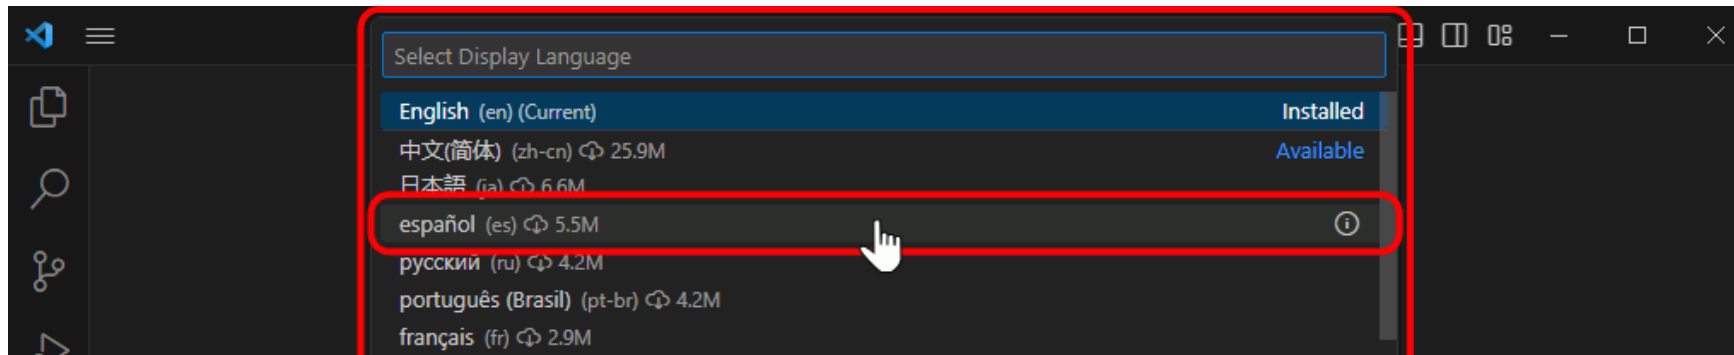 Select Display Language
English (en) (Current) Installed
中文(简体) (zh-cn) 25.9M Available
日本語 (ja) 6.6M
español (es) 5.5M
русский (ru) 4.2M
português (Brasil) (pt-br) 4.2M
français (fr) 2.9M